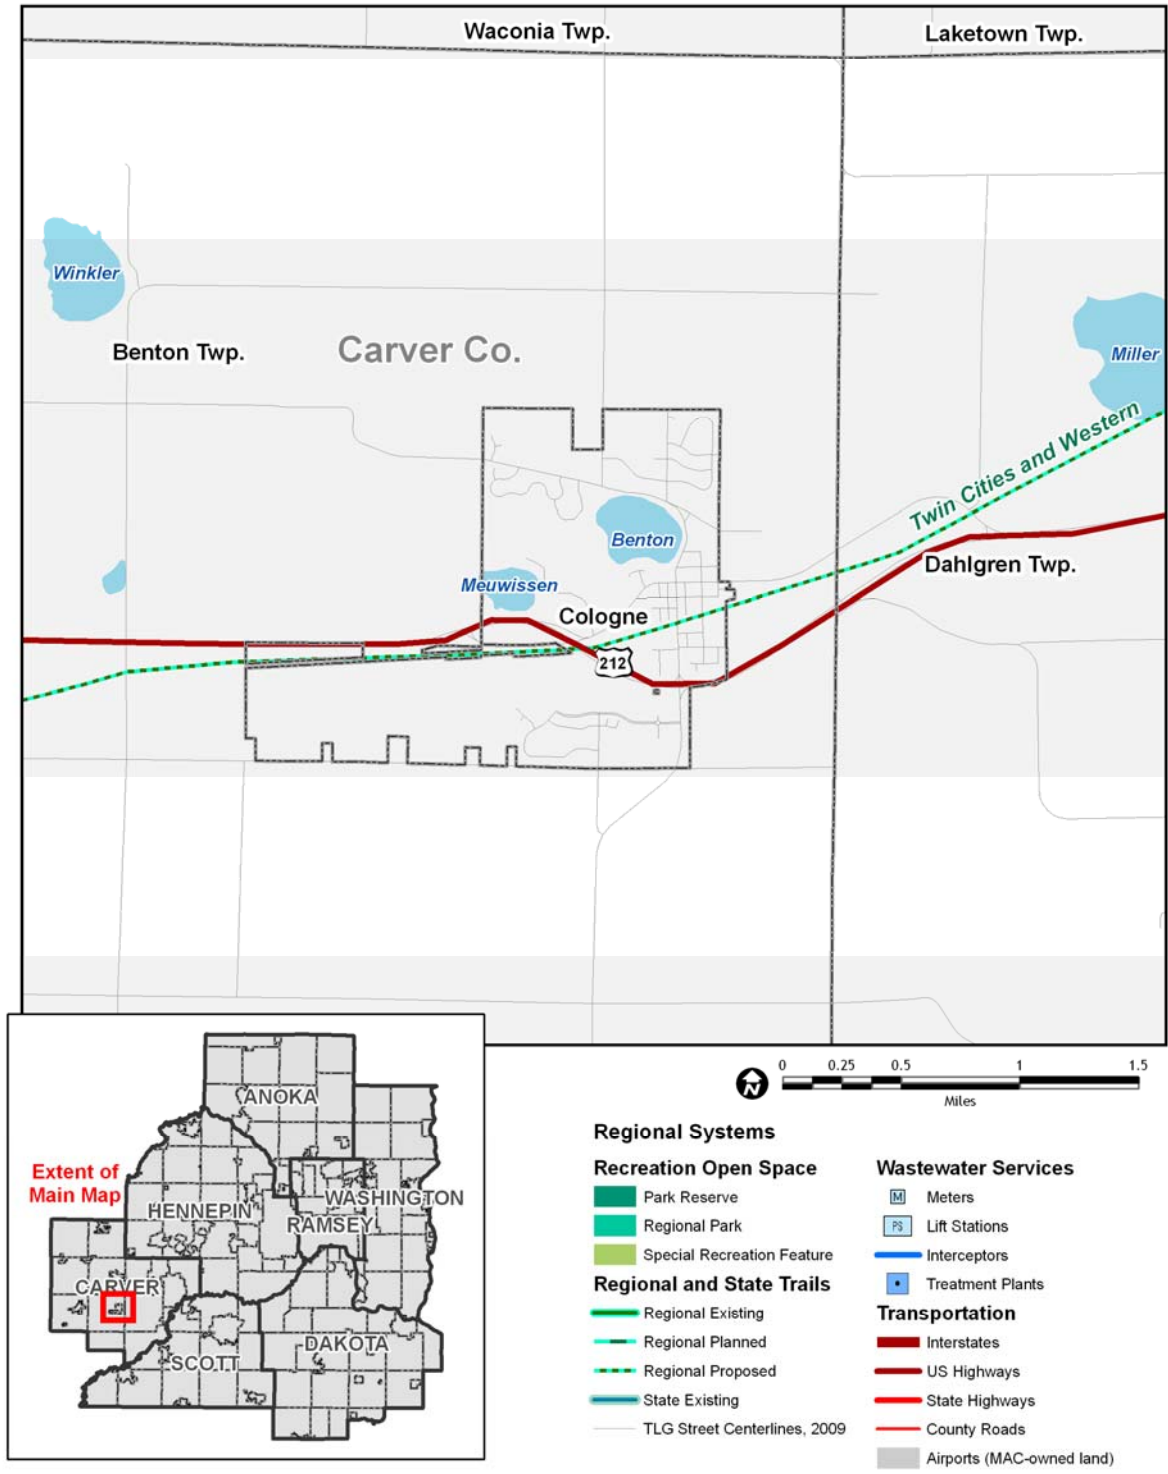 Waconia Twp.
Laketown Twp.
Winkler
Benton Twp.
Carver Co.
Miller
Twin Cities and Western
Benton
Meuwissen
Dahlgren Twp.
Cologne
212
0 0.25 0.5 1 1.5
N
Miles
ANOKA
Extent of
Main Map
WASHINGTON
HENNEPIN
RAMSEY
CARVER
DAKOTA
SCOTT
Regional Systems
Recreation Open Space
Park Reserve
Regional Park
Special Recreation Feature
Regional and State Trails
Regional Existing
Regional Planned
Regional Proposed
State Existing
TLG Street Centerlines, 2009
Wastewater Services
M Meters
PS Lift Stations
Interceptors
Treatment Plants
Transportation
Interstates
US Highways
State Highways
County Roads
Airports (MAC-owned land)